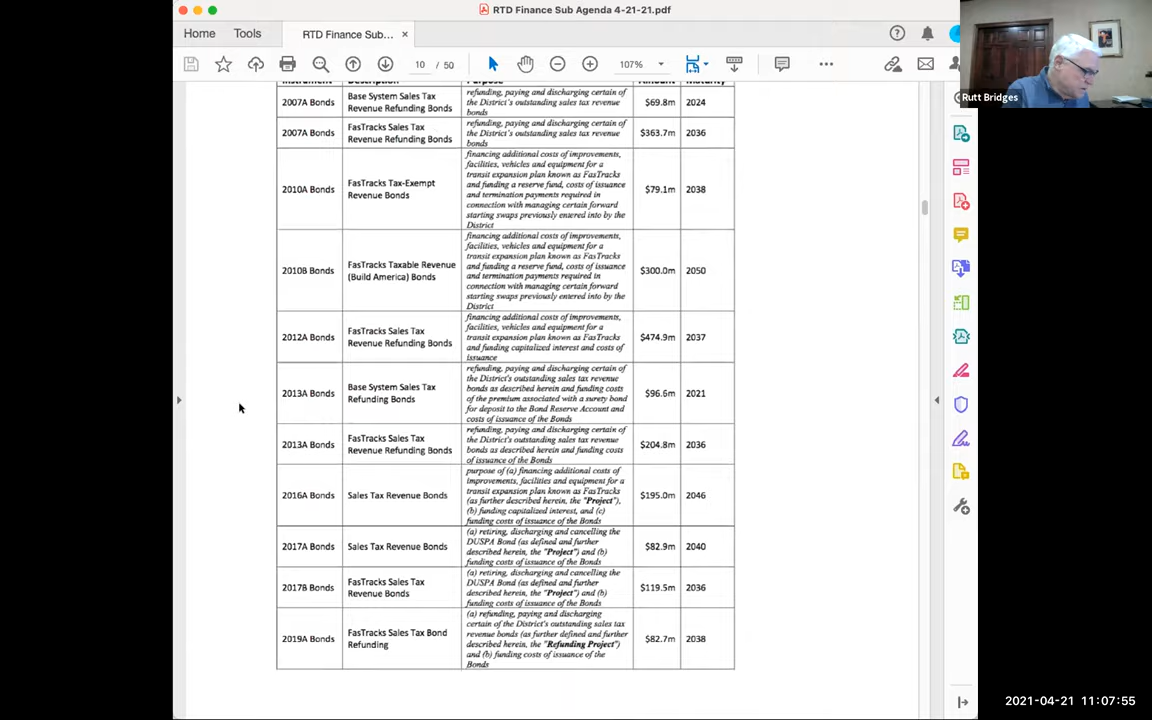 RTD Finance Sub Agenda 4-21-21.pdf
Home
Tools
RTD Finance Sub... ×
10 / 50
107%
Rutt Bridges
Instrument Description Purpose Amount Maturity
2007A Bonds
Base System Sales Tax
Revenue Refunding Bonds
refunding, paying and discharging certain of
the District's outstanding sales tax revenue
bonds
$69.8m
2024
2007A Bonds
FasTracks Sales Tax
Revenue Refunding Bonds
refunding, paying and discharging certain of
the District's outstanding sales tax revenue
bonds
$363.7m
2036
2010A Bonds
FasTracks Tax-Exempt
Revenue Bonds
financing additional costs of improvements,
facilities, vehicles and equipment for a
transit expansion plan known as FasTracks
and funding a reserve fund, costs of issuance
and termination payments required in
connection with managing certain forward
starting swaps previously entered into by the
District
$79.1m
2038
2010B Bonds
FasTracks Taxable Revenue
(Build America) Bonds
financing additional costs of improvements,
facilities, vehicles and equipment for a
transit expansion plan known as FasTracks
and funding a reserve fund, costs of issuance
and termination payments required in
connection with managing certain forward
starting swaps previously entered into by the
District
$300.0m
2050
2012A Bonds
FasTracks Sales Tax
Revenue Refunding Bonds
financing additional costs of improvements,
facilities, vehicles and equipment for a
transit expansion plan known as FasTracks
and funding capitalized interest and costs of
issuance
$474.9m
2037
2013A Bonds
Base System Sales Tax
Refunding Bonds
refunding, paying and discharging certain of
the District's outstanding sales tax revenue
bonds as described herein and funding costs
of the premium associated with a surety bond
for deposit to the Bond Reserve Account and
costs of issuance of the Bonds
$96.6m
2021
2013A Bonds
FasTracks Sales Tax
Revenue Refunding Bonds
refunding, paying and discharging certain of
the District's outstanding sales tax revenue
bonds as described herein and funding costs
of issuance of the Bonds
$204.8m
2036
2016A Bonds
Sales Tax Revenue Bonds
purpose of (a) financing additional costs of
improvements, facilities and equipment for a
transit expansion plan known as FasTracks
(as further described herein, the "Project"),
(b) funding capitalized interest, and (c)
funding costs of issuance of the Bonds
$195.0m
2046
2017A Bonds
Sales Tax Revenue Bonds
(a) retiring, discharging and cancelling the
DUSPA Bond (as defined and further
described herein, the "Project") and (b)
funding costs of issuance of the Bonds
$82.9m
2040
2017B Bonds
FasTracks Sales Tax
Revenue Bonds
(a) retiring, discharging and cancelling the
DUSPA Bond (as defined and further
described herein, the "Project") and (b)
funding costs of issuance of the Bonds
$119.5m
2036
2019A Bonds
FasTracks Sales Tax Bond
Refunding
(a) refunding, paying and discharging
certain of the District's outstanding sales tax
revenue bonds (as further defined and further
described herein, the "Refunding Project")
and (b) funding costs of issuance of the
Bonds
$82.7m
2038
2021-04-21 11:07:55